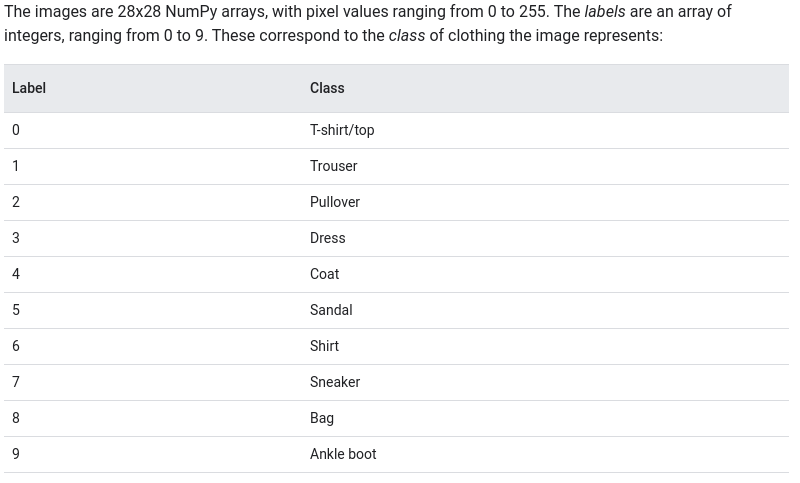 The images are 28x28 NumPy arrays, with pixel values ranging from 0 to 255. The labels are an array of
integers, ranging from 0 to 9. These correspond to the class of clothing the image represents:
Label Class
0 T-shirt/top
1 Trouser
2 Pullover
3 Dress
4 Coat
5 Sandal
6 Shirt
7 Sneaker
8 Bag
9 Ankle boot